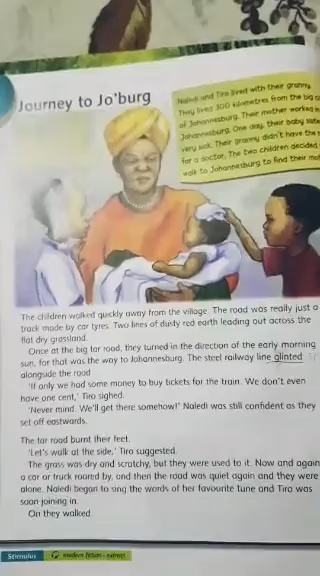 Journey to Jo'burg
Naledi and Tiro lived with their granny.
They lived 300 kilometres from the big
of Johannesburg. Their mother worked in
Johannesburg. One day, their baby
very sick. Their granny didn't have the
for a doctor. The two children decided
walk to Johannesburg to find their
The children walked quickly away from the village. The road was really just a
track made by car tyres. Two lines of dusty red earth leading out across the
flat dry grassland.
Once at the big tar road, they turned in the direction of the early morning
sun, for that was the way to Johannesburg. The steel railway line glinted
alongside the road.
'If only we had some money to buy tickets for the train. We don't even
have one cent,' Tiro sighed.
'Never mind. We'll get there somehow!' Naledi was still confident as they
set off eastwards.
The tar road burnt their feet.
'Let's walk at the side,' Tiro suggested.
The grass was dry and scratchy, but they were used to it. Now and again
a car or truck roared by, and then the road was quiet again and they were
alone. Naledi began to sing the words of her favourite tune and Tiro was
soon joining in.
On they walked.
Stimulus
modern fiction - express